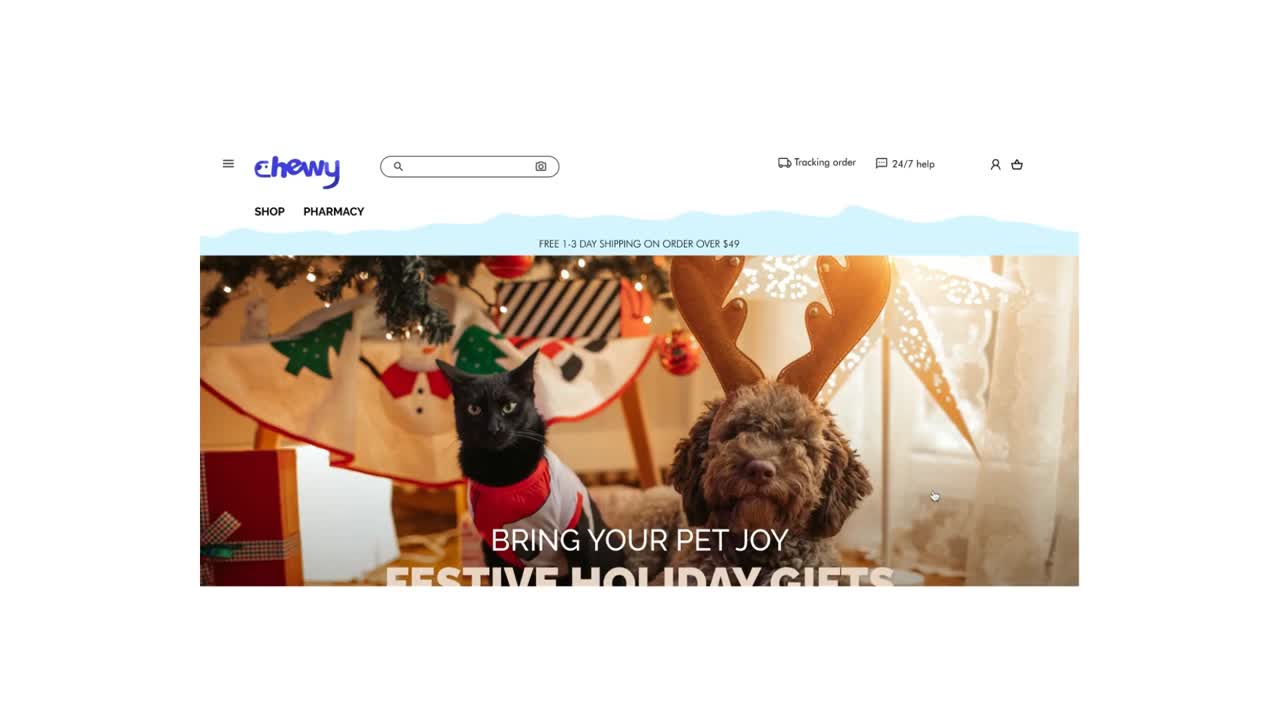 chewy
Tracking order
24/7 help
SHOP PHARMACY
FREE 1-3 DAY SHIPPING ON ORDER OVER $49
BRING YOUR PET JOY
FESTIVE HOLIDAY GIFTS